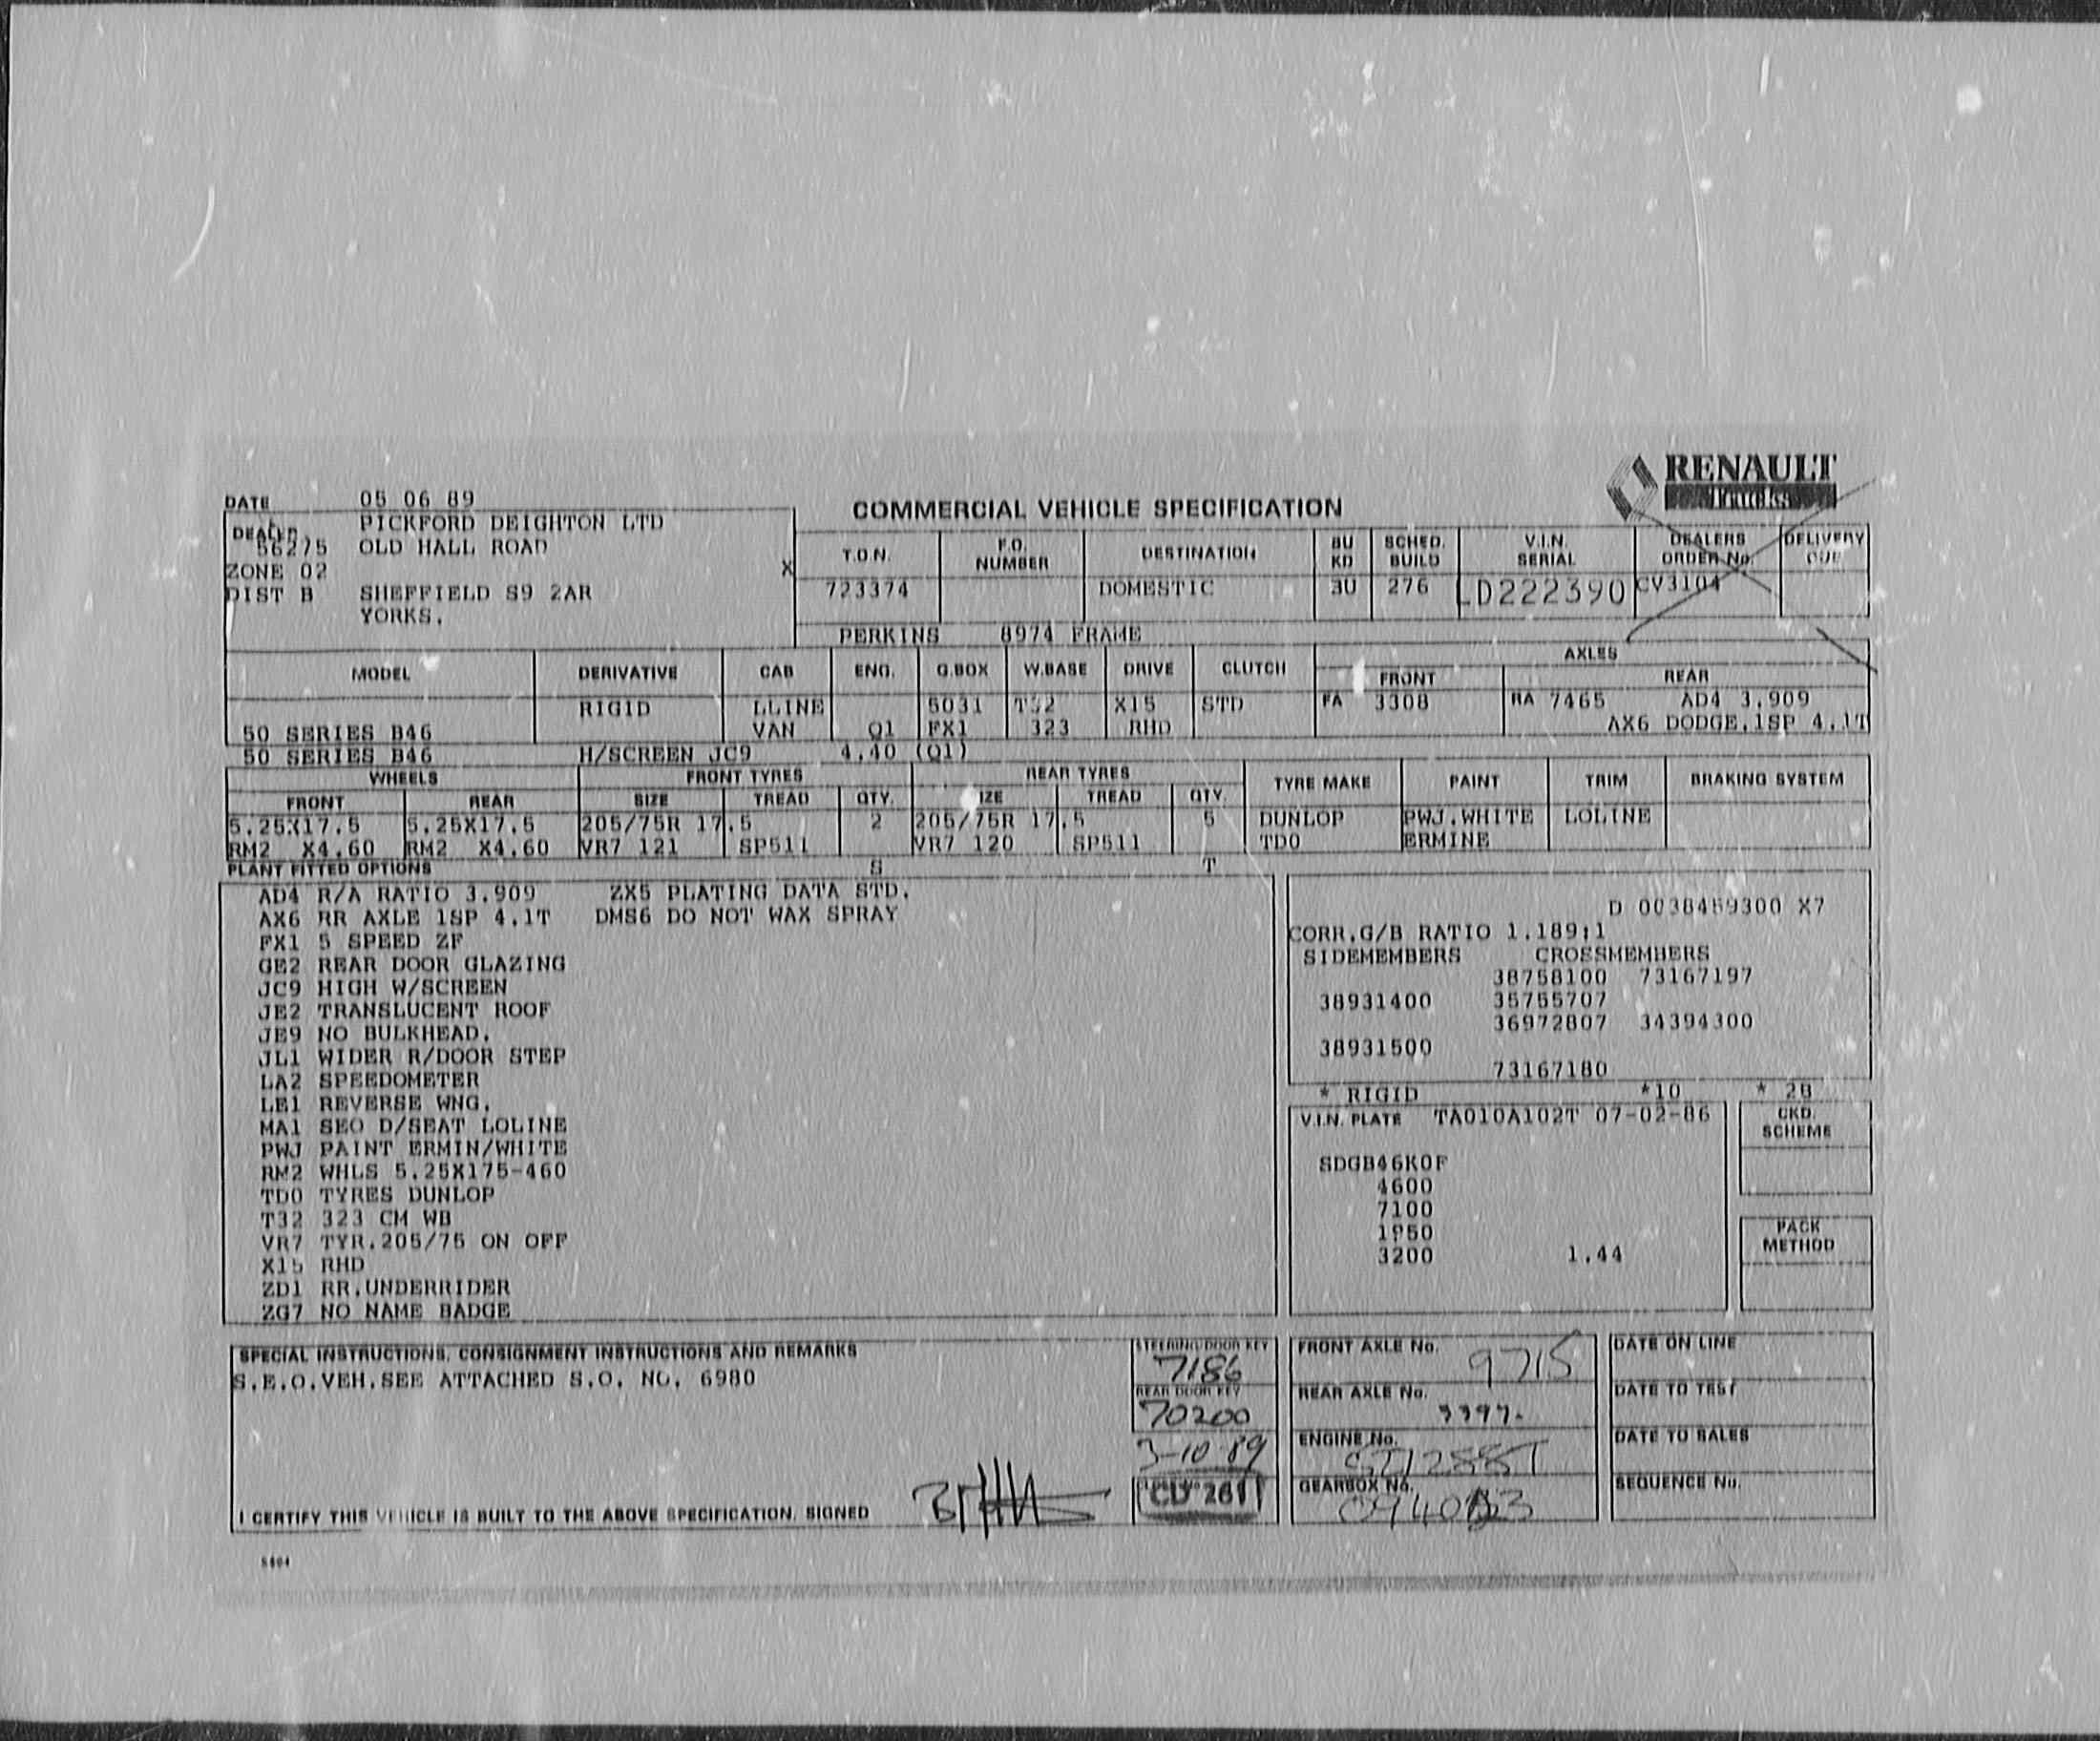 RENAULT
Trucks
DATE 05 06 89
COMMERCIAL VEHICLE SPECIFICATION
DEALER PICKFORD DEIGHTON LTD
56275 OLD HALL ROAD
ZONE 02 X
DIST B SHEFFIELD S9 2AR
YORKS.
T.O.N. F.O. NUMBER DESTINATION BU KD SCHED. BUILD V.I.N. SERIAL DEALERS ORDER No. DELIVERY
723374 DOMESTIC 3U 276 LD222390 CV3104
PERKINS 8974 FRAME
MODEL DERIVATIVE CAB ENG. G.BOX W.BASE DRIVE CLUTCH AXLES
FRONT REAR
RIGID LLINE 5031 T32 X15 STD FA 3308 RA 7465 AD4 3.909
50 SERIES B46 VAN Q1 FX1 323 RHD AX6 DODGE.1SP 4.1T
50 SERIES B46 H/SCREEN JC9 4.40 (Q1)
WHEELS FRONT TYRES REAR TYRES TYRE MAKE PAINT TRIM BRAKING SYSTEM
FRONT REAR SIZE TREAD QTY. SIZE TREAD QTY.
5.25X17.5 5.25X17.5 205/75R 17.5 2 205/75R 17.5 5 DUNLOP PWJ.WHITE LOLINE
RM2 X4.60 RM2 X4.60 VR7 121 SP511 VR7 120 SP511 TD0 ERMINE
PLANT FITTED OPTIONS S T
AD4 R/A RATIO 3.909 ZX5 PLATING DATA STD.
AX6 RR AXLE 1SP 4.1T DMS6 DO NOT WAX SPRAY
FX1 5 SPEED ZF
GE2 REAR DOOR GLAZING
JC9 HIGH W/SCREEN
JE2 TRANSLUCENT ROOF
JE9 NO BULKHEAD.
JL1 WIDER R/DOOR STEP
LA2 SPEEDOMETER
LE1 REVERSE WNG.
MA1 SEO D/SEAT LOLINE
PWJ PAINT ERMIN/WHITE
RM2 WHLS 5.25X175-460
TD0 TYRES DUNLOP
T32 323 CM WB
VR7 TYR.205/75 ON OFF
X15 RHD
ZD1 RR.UNDERRIDER
ZG7 NO NAME BADGE
D 0038459300 X7
CORR.G/B RATIO 1.189:1
SIDEMEMBERS CROSSMEMBERS
38758100 73167197
38931400 35755707
36972807 34394300
38931500
73167180
* RIGID *10 * 28
V.I.N. PLATE TA010A102T 07-02-86
CKD. SCHEME
SDGB46K0F
4600
7100
1950
3200 1.44
PACK METHOD
SPECIAL INSTRUCTIONS, CONSIGNMENT INSTRUCTIONS AND REMARKS
S.E.O.VEH.SEE ATTACHED S.O. NO. 6980
I CERTIFY THIS VEHICLE IS BUILT TO THE ABOVE SPECIFICATION. SIGNED
STEERING/DOOR KEY
7186
REAR DOOR KEY
70200
3-10-89
CD 261
FRONT AXLE No. 9715
REAR AXLE No. 3397.
ENGINE No.
GEARBOX No.
DATE ON LINE
DATE TO TEST
DATE TO SALES
SEQUENCE No.